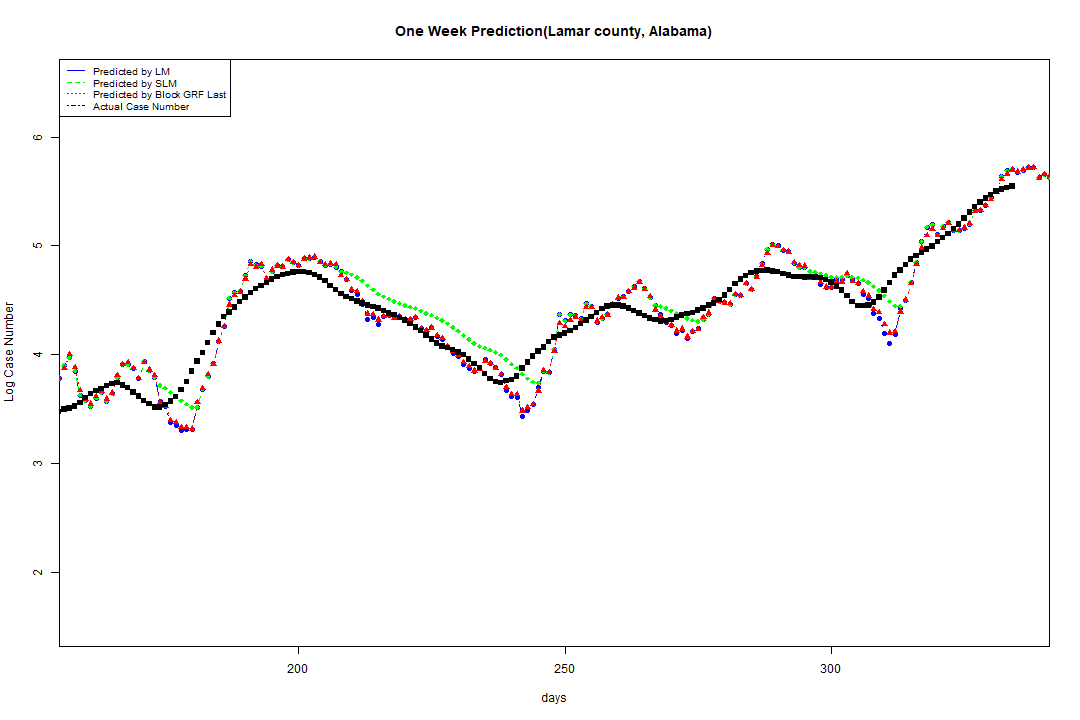 One Week Prediction(Lamar county, Alabama)
Predicted by LM
Predicted by SLM
Predicted by Block GRF Last
Actual Case Number
6
5
4
3
2
Log Case Number
200
250
300
days